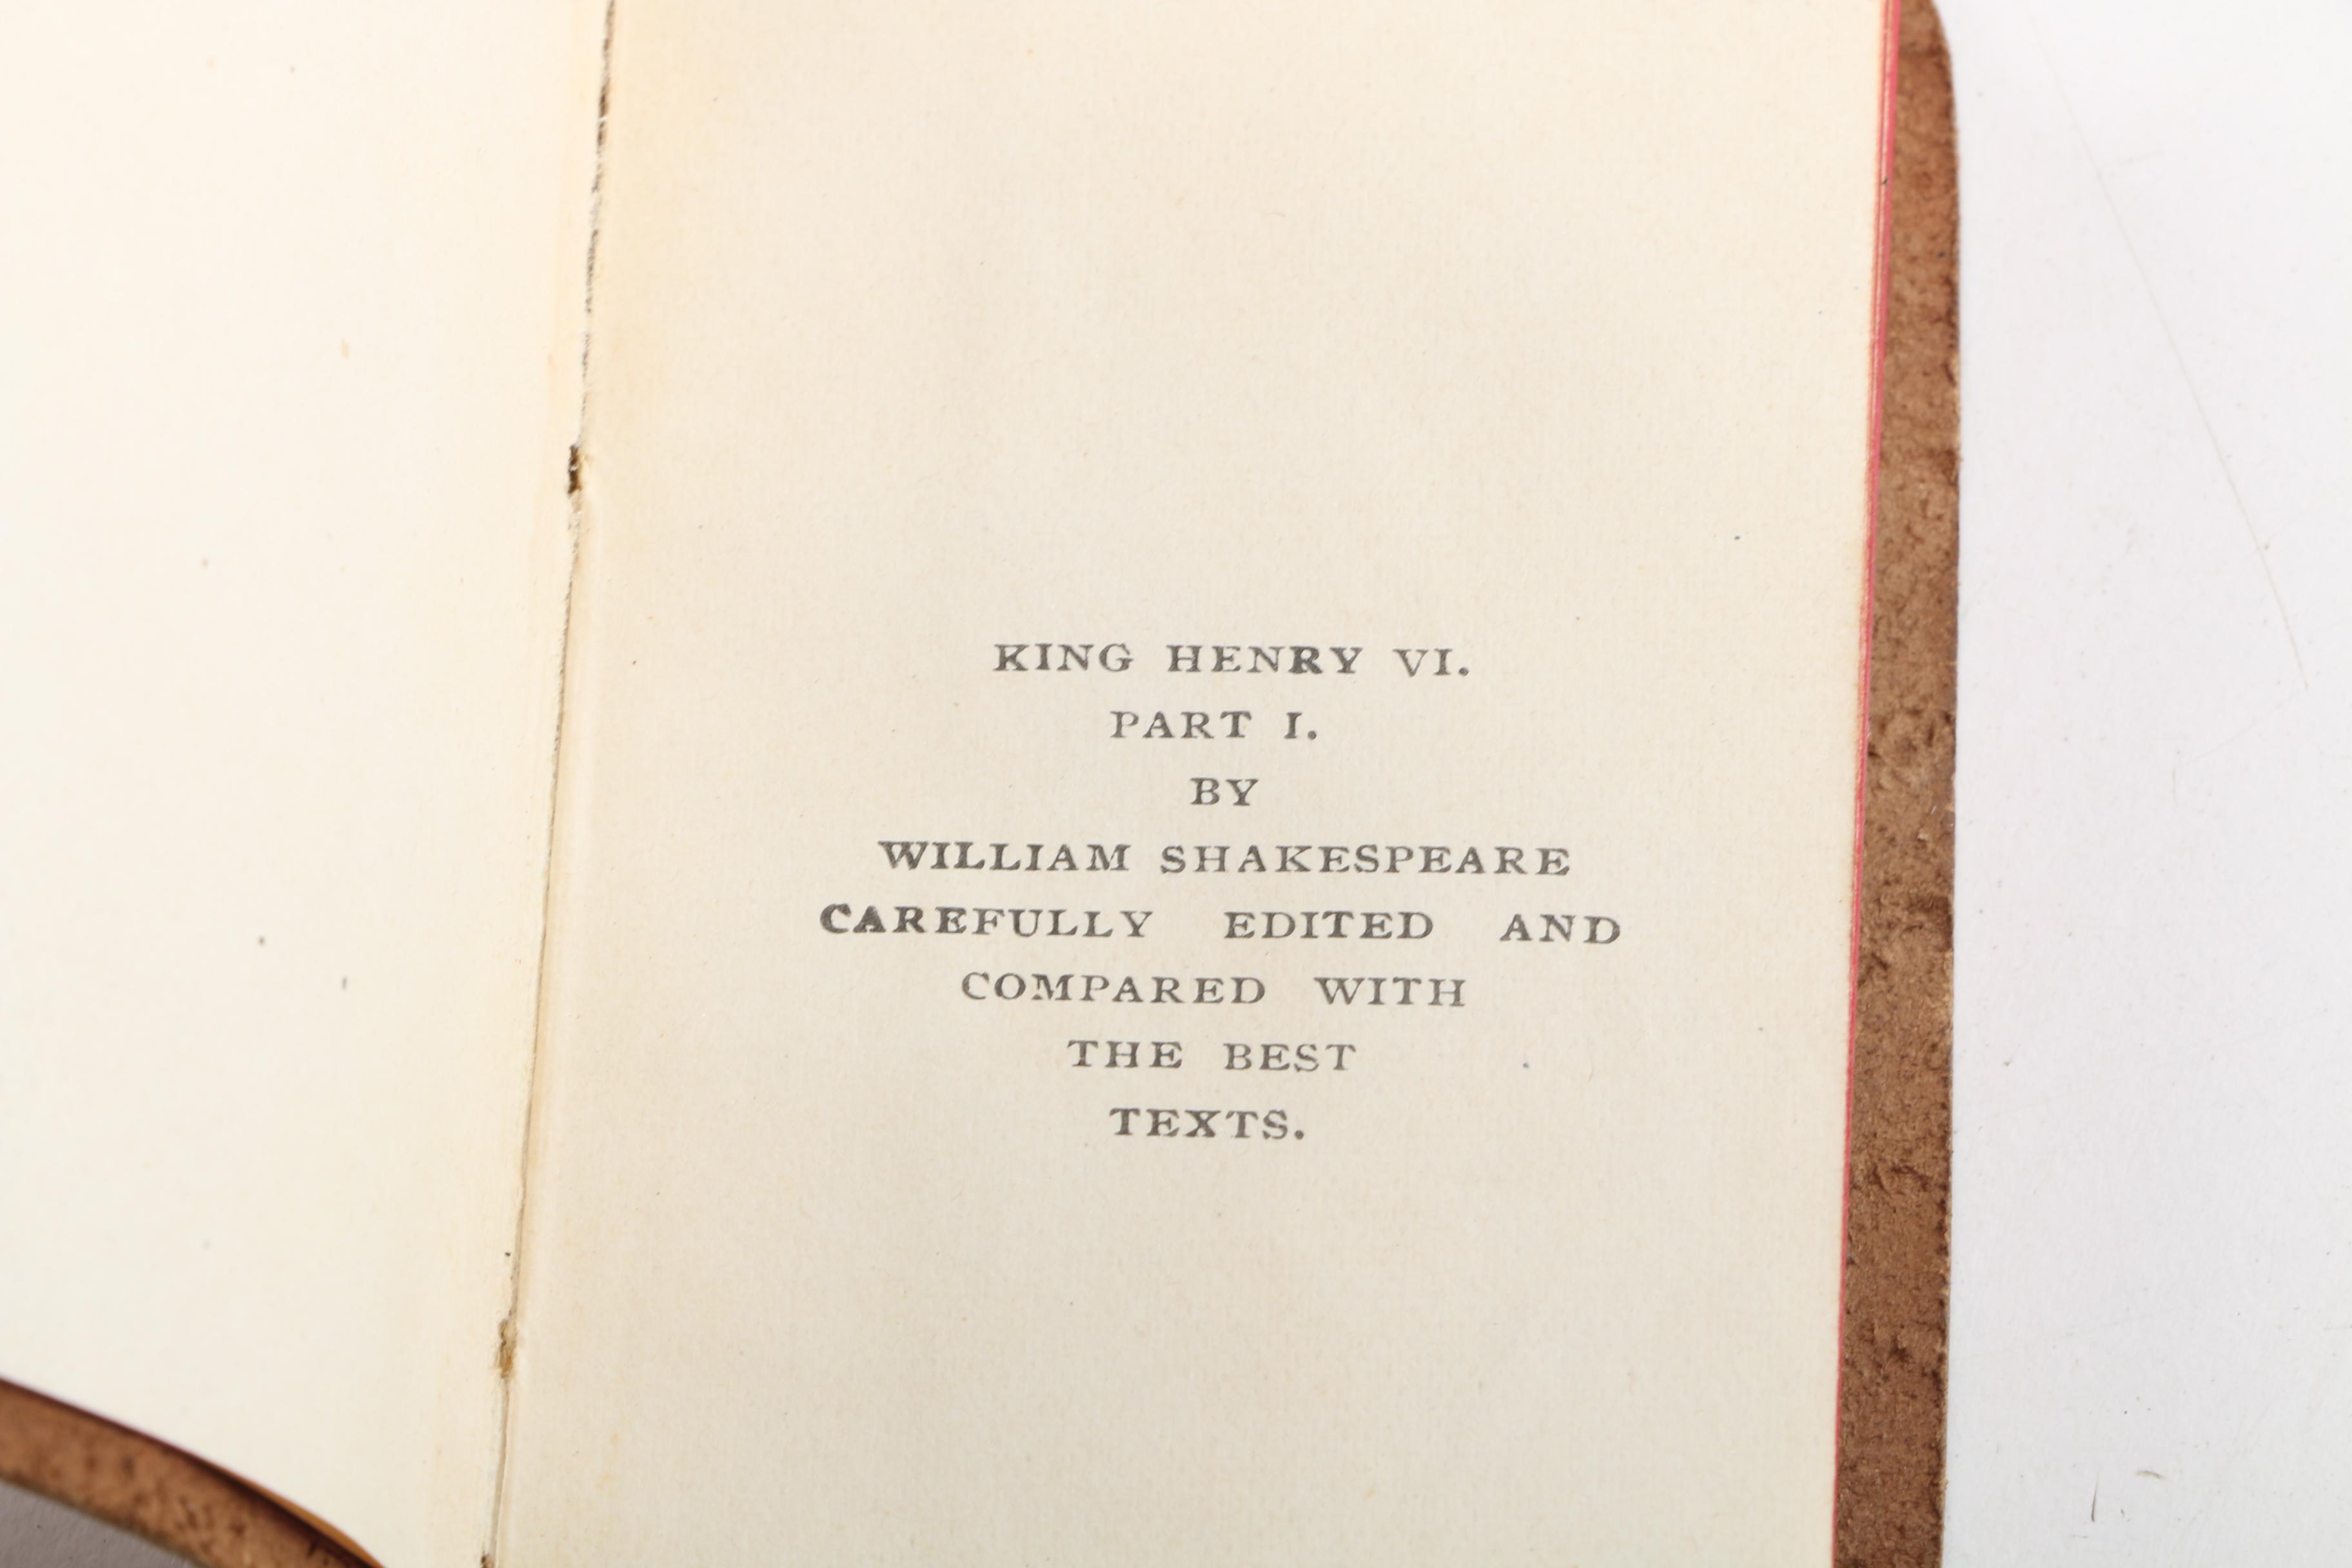 KING HENRY VI.
PART I.
BY
WILLIAM SHAKESPEARE
CAREFULLY EDITED AND
COMPARED WITH
THE BEST
TEXTS.